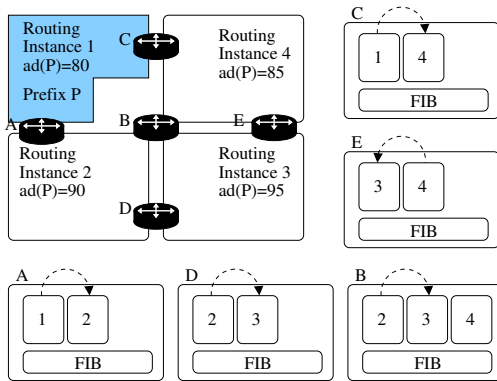 Routing
Instance 1
ad(P)=80
Prefix P
C
Routing
Instance 4
ad(P)=85
A
B
E
Routing
Instance 2
ad(P)=90
Routing
Instance 3
ad(P)=95
D
C
1 4
FIB
E
3 4
FIB
A
1 2
FIB
D
2 3
FIB
B
2 3 4
FIB